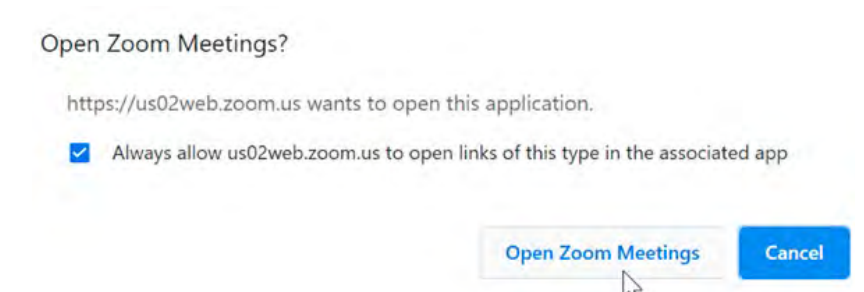 Open Zoom Meetings?
https://us02web.zoom.us wants to open this application.
Always allow us02web.zoom.us to open links of this type in the associated app
Open Zoom Meetings
Cancel